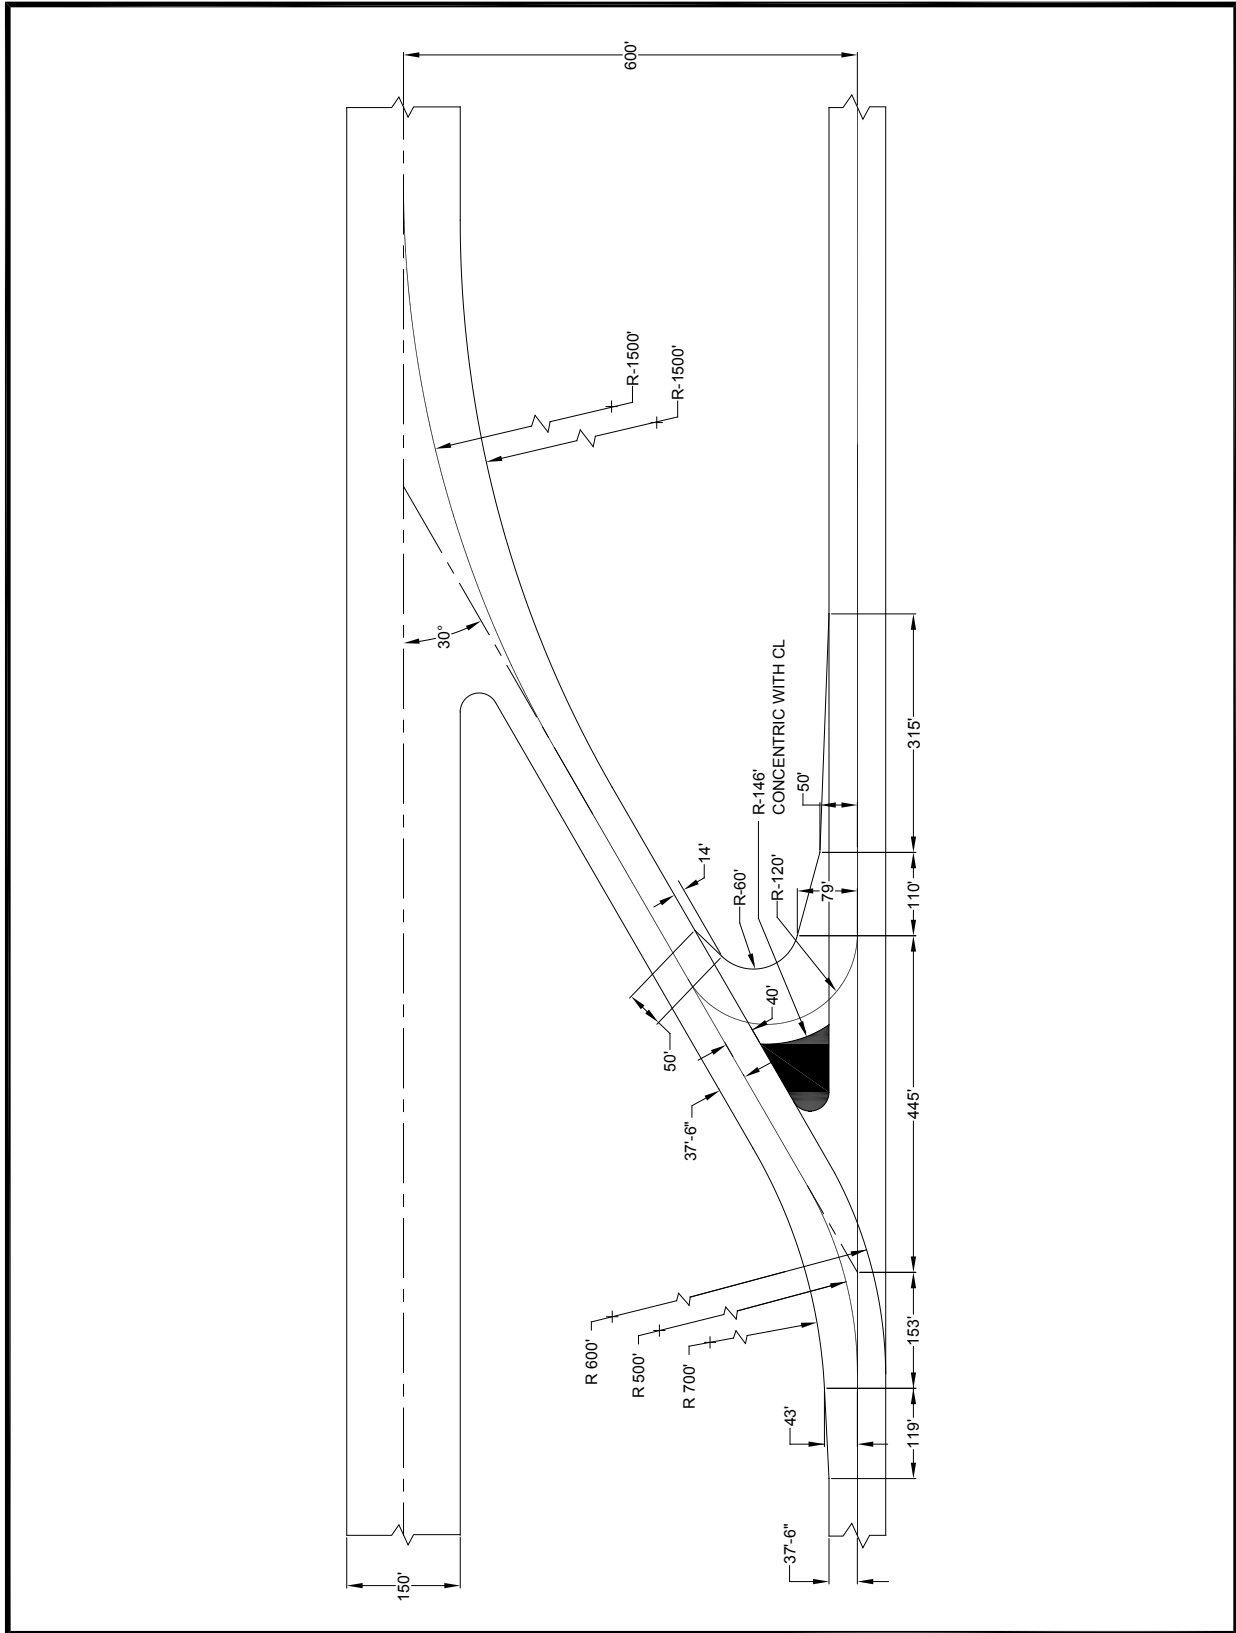 600'
R-1500'
R-1500'
30°
R-146'
CONCENTRIC WITH CL
315'
50'
14'
R-60'
R-120'
79'
110'
40'
50'
37'-6"
445'
R 600'
R 500'
R 700'
153'
43'
119'
37'-6"
150'